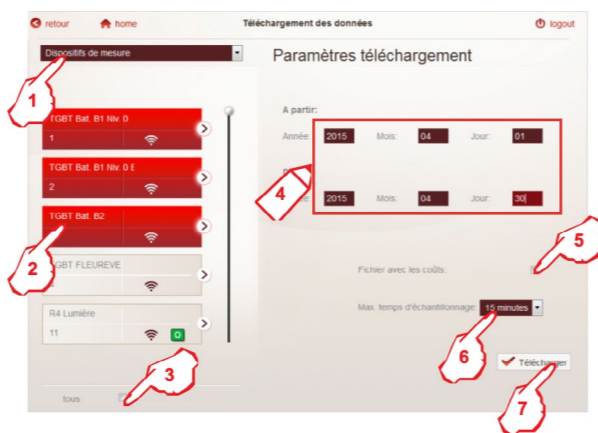 retour home Téléchargement des données logout
Dispositifs de mesure
Paramètres téléchargement
1
TGBT Bat. B1 Niv. 0
1
A partir:
Année: 2015 Mois: 04 Jour: 01
TGBT Bat. B1 Niv. 0 E
2
4
2015 Mois: 04 Jour: 30
TGBT Bat. B2
2
5
GBT FLEUREVE
Fichier avec les coûts:
R4 Lumière
11
Max. temps d'échantillonnage: 15 minutes
6
3
Télécharger
tous
7